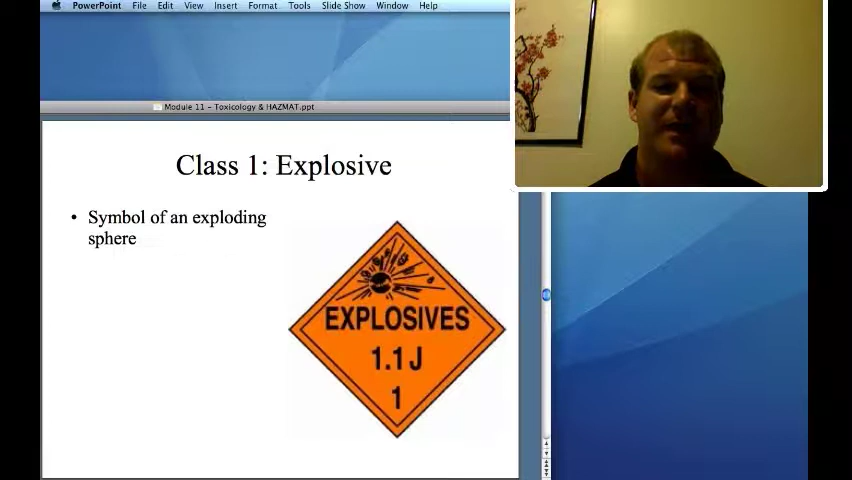 PowerPoint File Edit View Insert Format Tools Slide Show Window Help
Module 11 - Toxicology & HAZMAT.ppt
Class 1: Explosive
• Symbol of an exploding
sphere
EXPLOSIVES
1.1 J
1